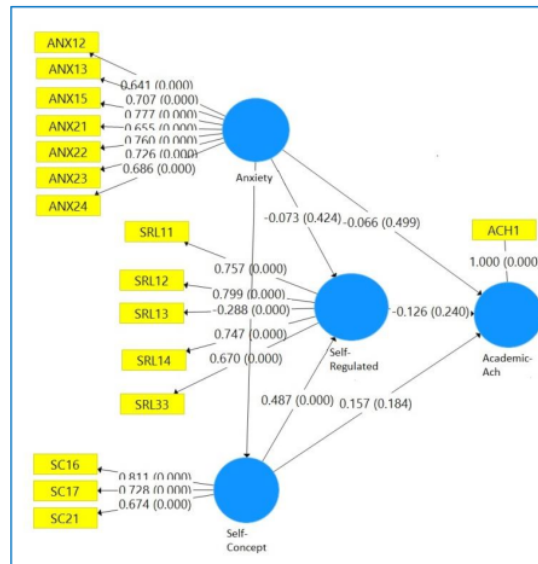 ANX12
ANX13
ANX15
ANX21
ANX22
ANX23
ANX24
0.641 (0.000)
0.707 (0.000)
0.777 (0.000)
0.655 (0.000)
0.760 (0.000)
0.726 (0.000)
0.686 (0.000)
Anxiety
-0.073 (0.424)
-0.066 (0.499)
ACH1
1.000 (0.000)
SRL11
SRL12
SRL13
SRL14
SRL33
0.757 (0.000)
0.799 (0.000)
-0.288 (0.000)
0.747 (0.000)
0.670 (0.000)
-0.126 (0.240)
Self-
Regulated
Academic-
Ach
0.487 (0.000)
0.157 (0.184)
SC16
SC17
SC21
0.811 (0.000)
0.728 (0.000)
0.674 (0.000)
Self-
Concept